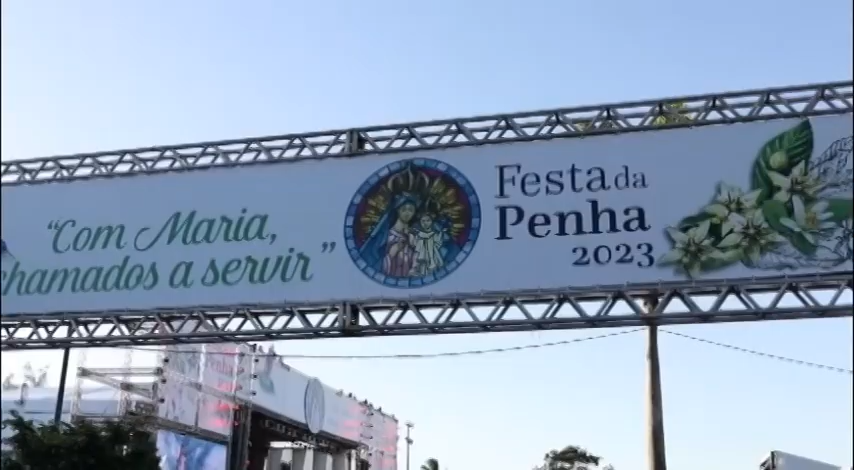 “Com Maria,
chamados a servir”
Festa da
Penha
2023